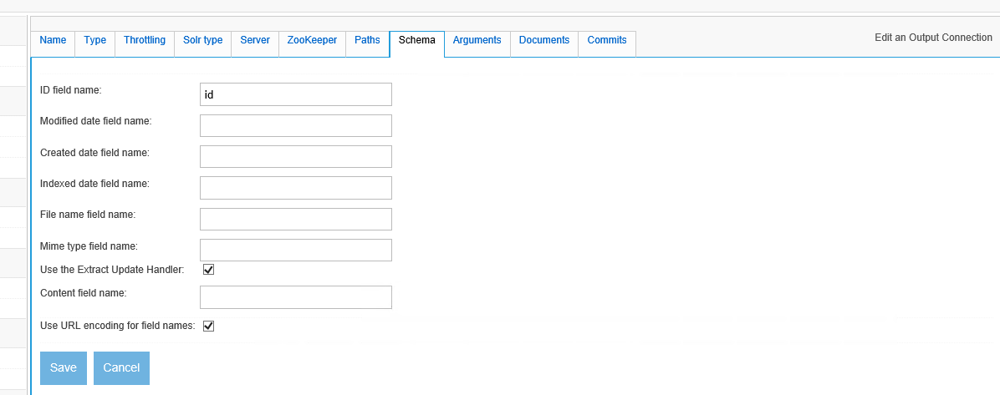 Name Type Throttling Solr type Server ZooKeeper Paths Schema Arguments Documents Commits Edit an Output Connection
ID field name: id
Modified date field name:
Created date field name:
Indexed date field name:
File name field name:
Mime type field name:
Use the Extract Update Handler:
Content field name:
Use URL encoding for field names:
Save Cancel